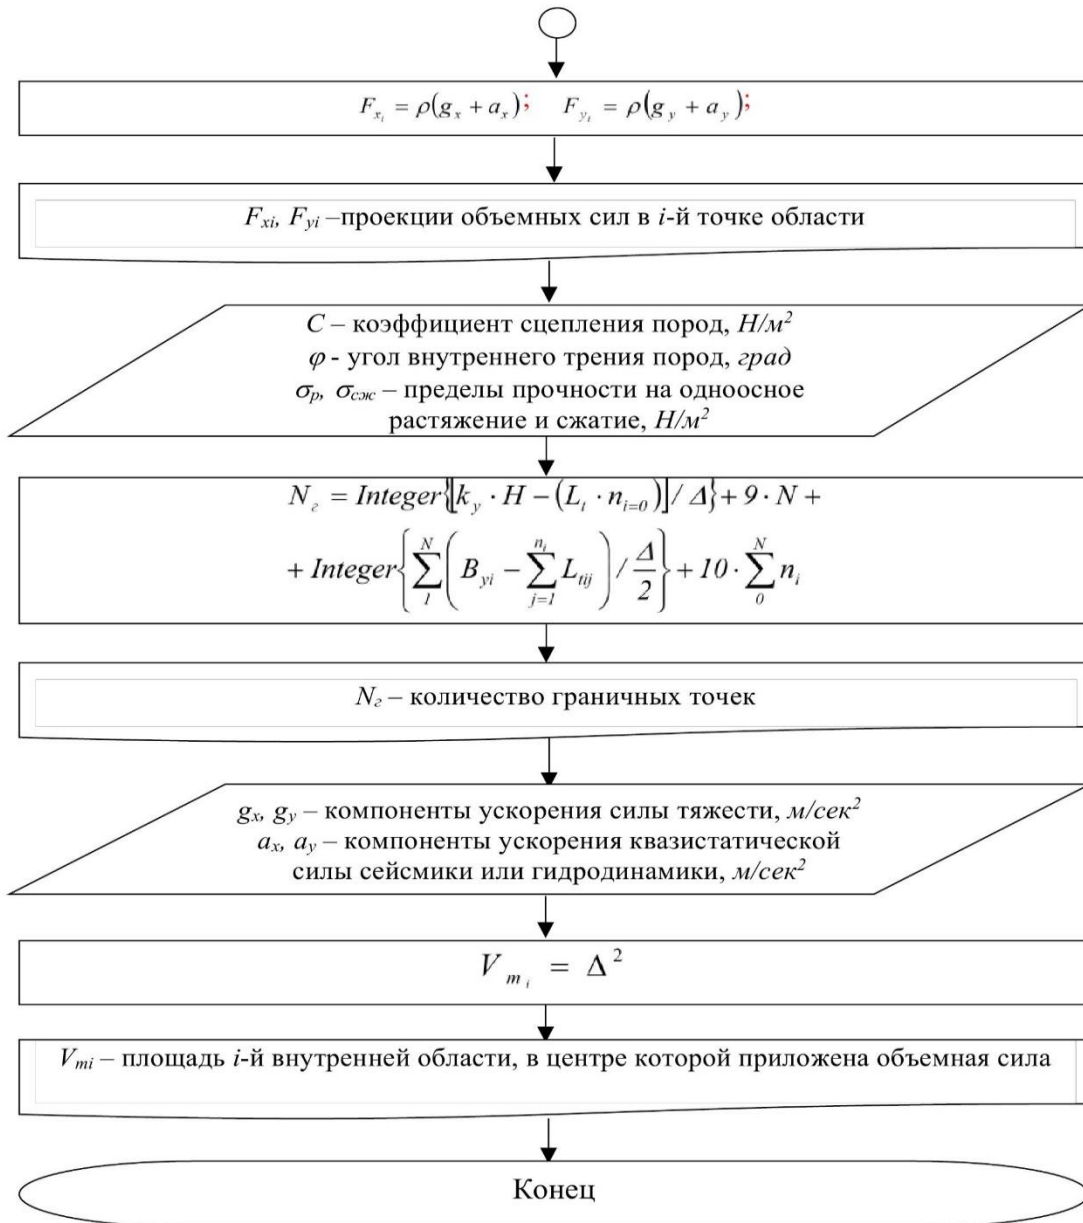 F_{x_i} = ρ(g_x + a_x); F_{y_i} = ρ(g_y + a_y);
F_{xi}, F_{yi} –проекции объемных сил в i-й точке области
C – коэффициент сцепления пород, Н/м²
φ - угол внутреннего трения пород, град
σ_р, σ_сж – пределы прочности на одноосное
растяжение и сжатие, Н/м²
N_г = Integer{[k_y · H − (L_t · n_{i=0})]/Δ} + 9 · N +
+ Integer{∑_{1}^{N}(B_{yi} − ∑_{j=1}^{n_i} L_{tij}) / Δ/2} + 10 · ∑_{0}^{N} n_i
N_г – количество граничных точек
g_x, g_y – компоненты ускорения силы тяжести, м/сек²
a_x, a_y – компоненты ускорения квазистатической
силы сейсмики или гидродинамики, м/сек²
V_{m_i} = Δ²
V_{mi} – площадь i-й внутренней области, в центре которой приложена объемная сила
Конец